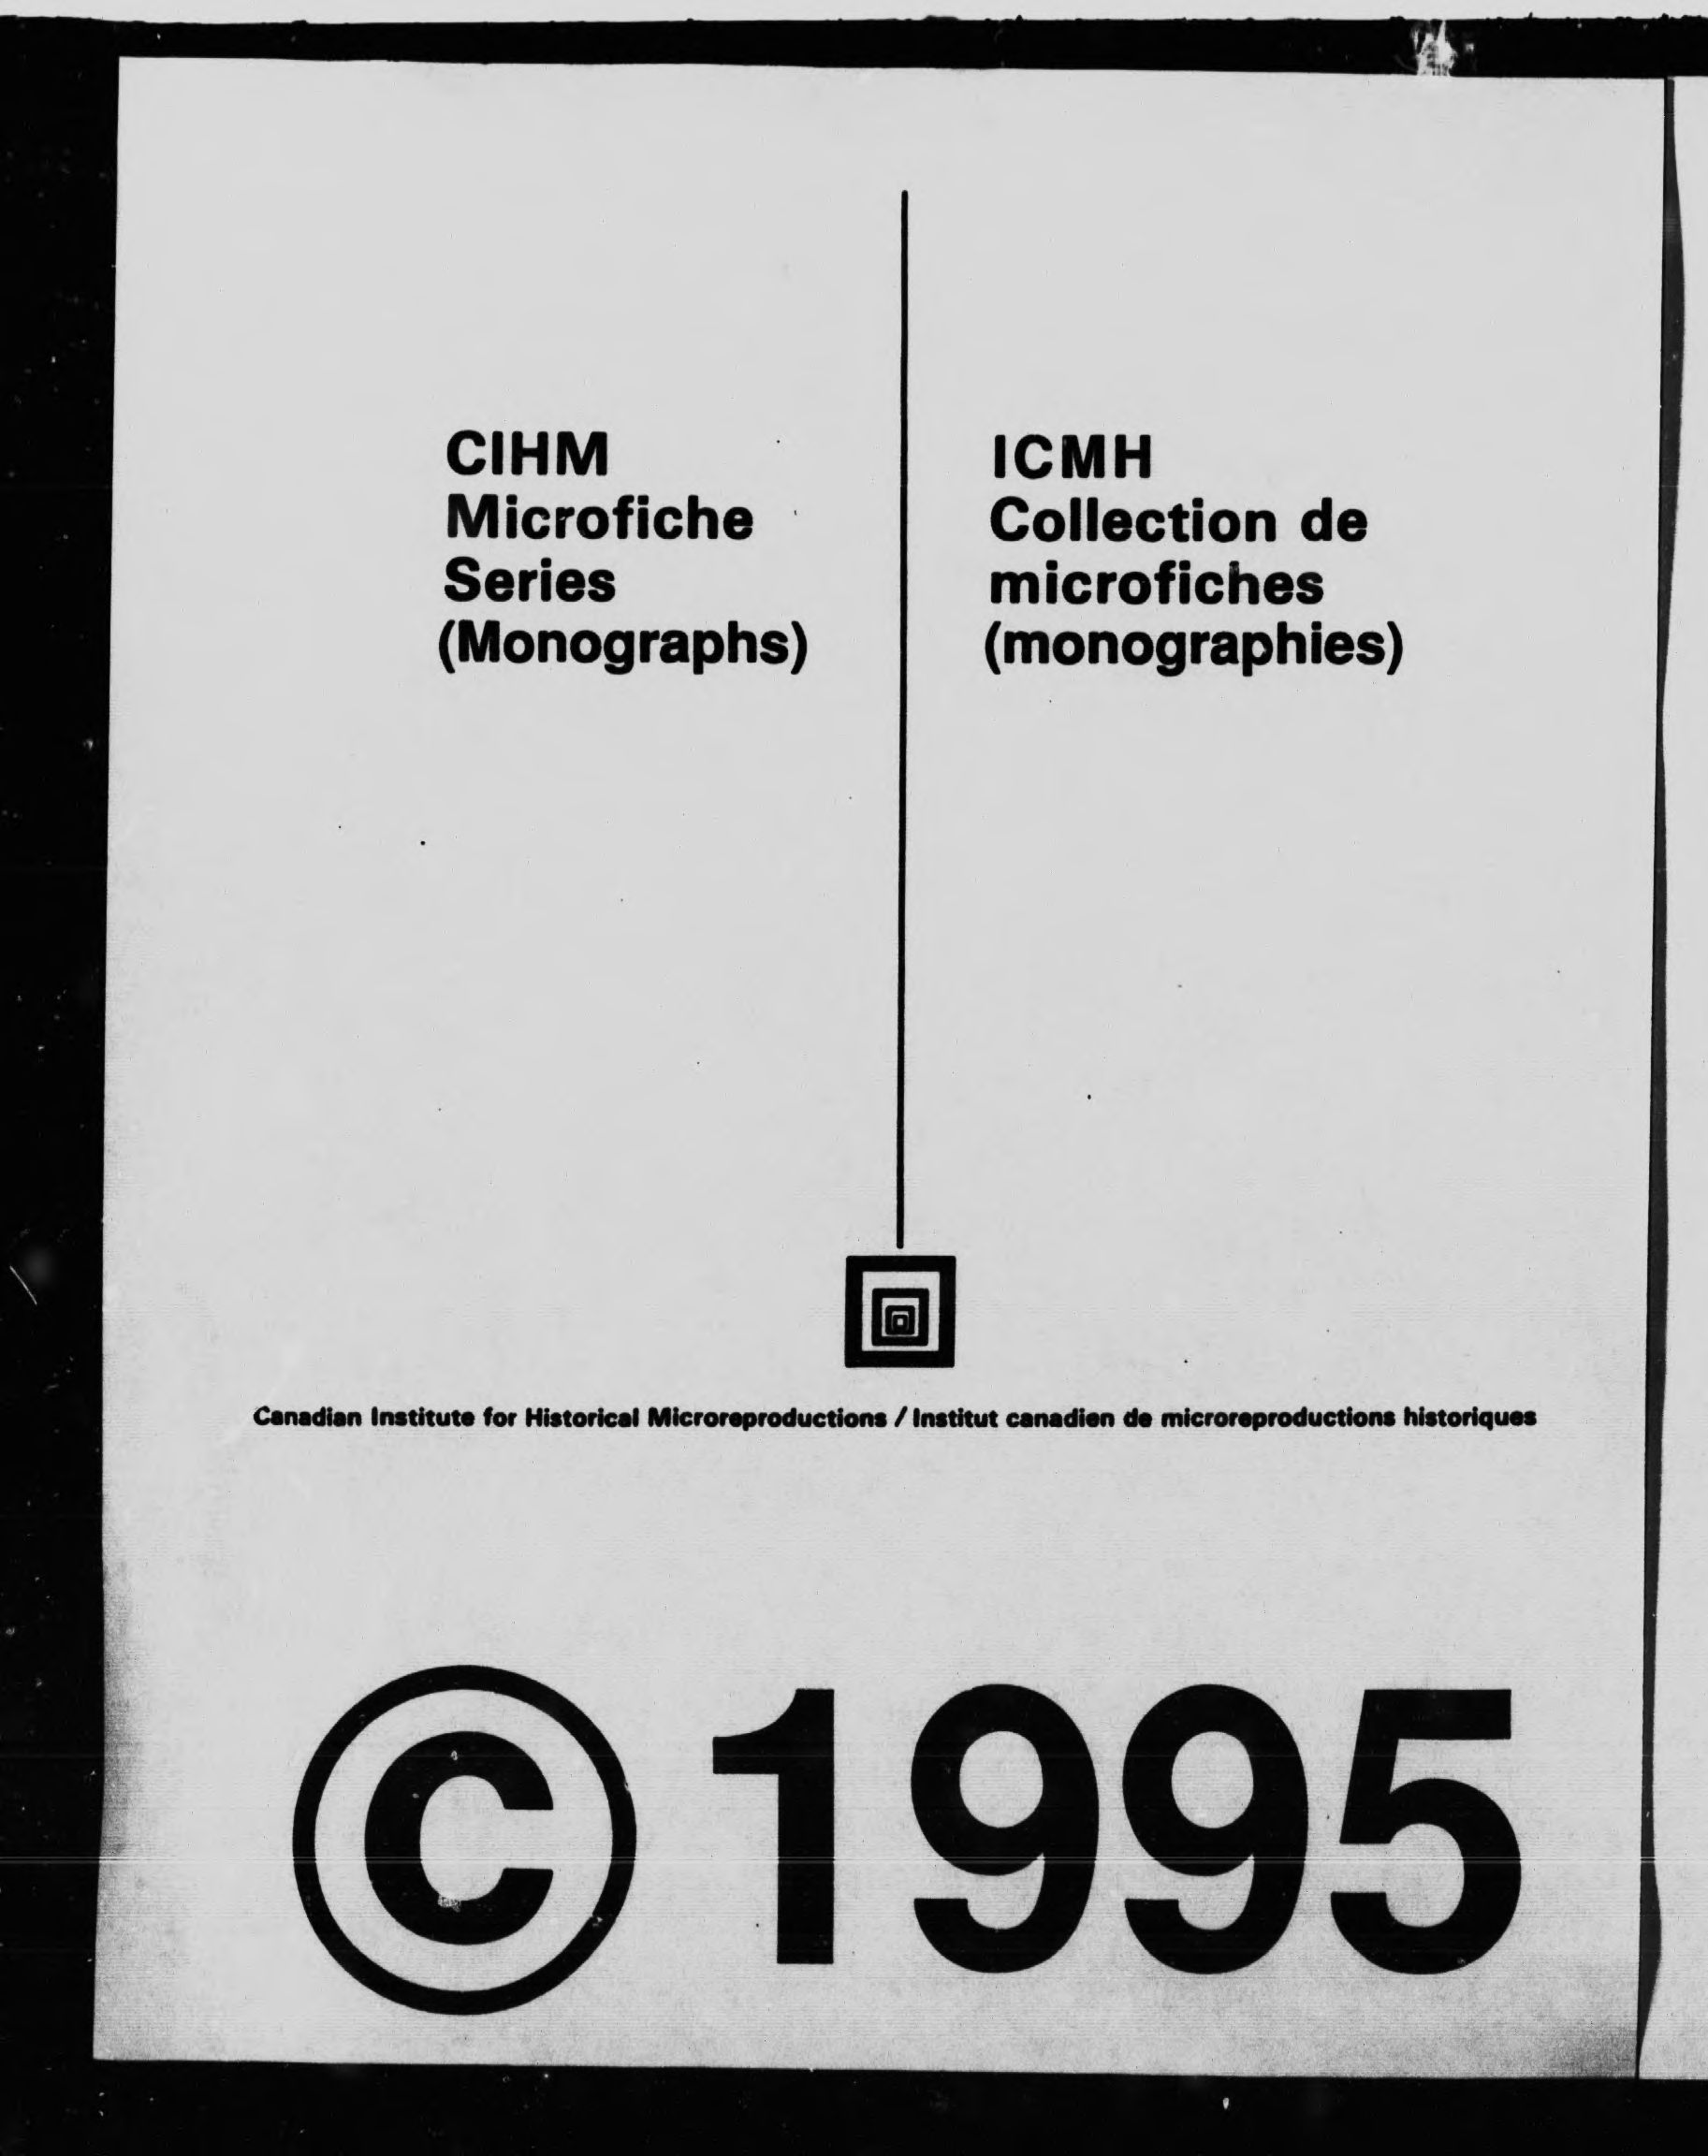 CIHM
Microfiche
Series
(Monographs)
ICMH
Collection de
microfiches
(monographies)
Canadian Institute for Historical Microreproductions / Institut canadien de microreproductions historiques
© 1995